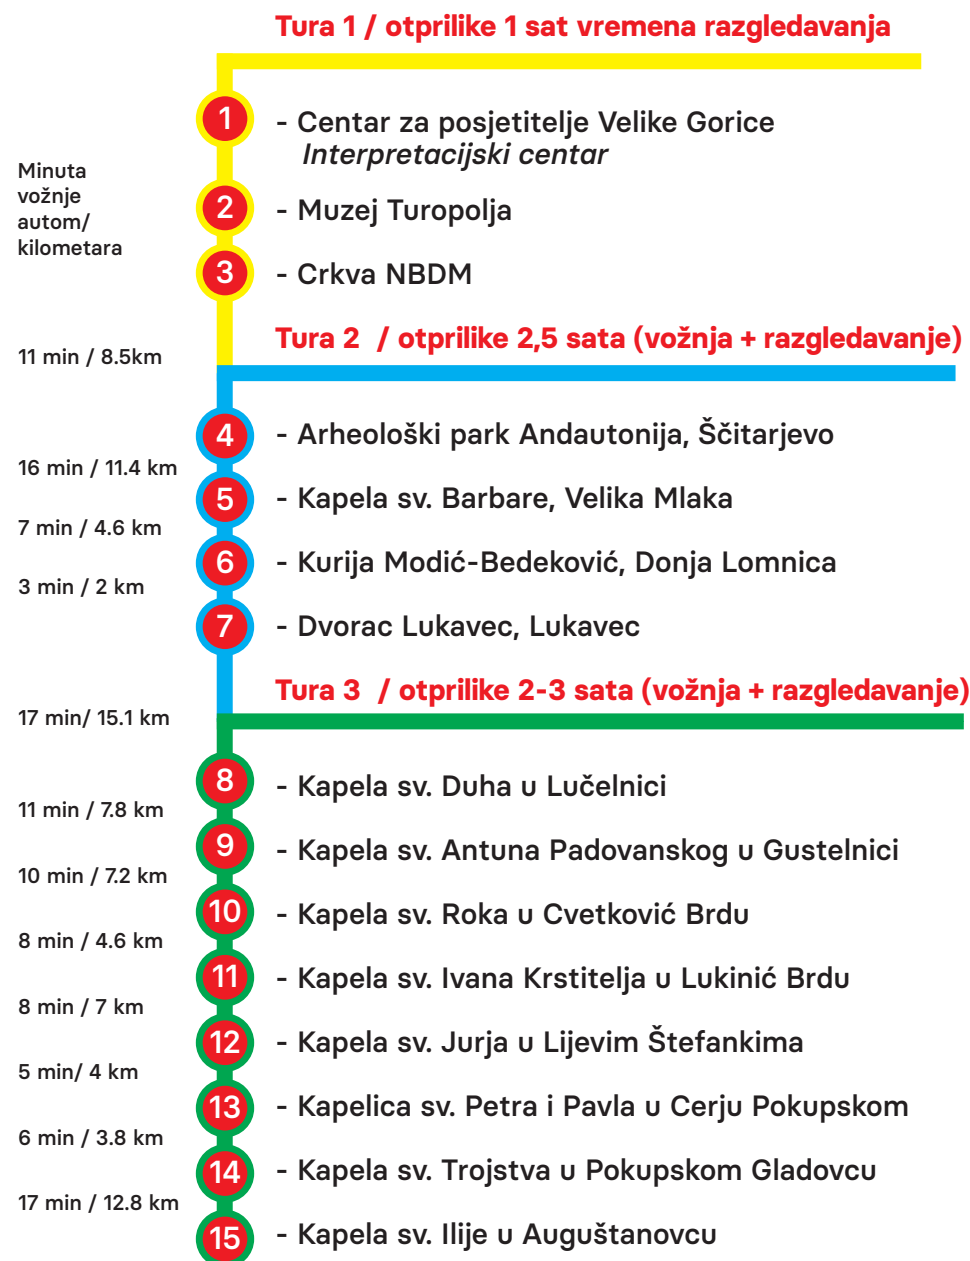 Tura 1 / otprilike 1 sat vremena razgledavanja
1 - Centar za posjetitelje Velike Gorice
Interpretacijski centar
Minuta
vožnje
autom/
kilometara
2 - Muzej Turopolja
3 - Crkva NBDM
Tura 2 / otprilike 2,5 sata (vožnja + razgledavanje)
11 min / 8.5km
4 - Arheološki park Andautonija, Ščitarjevo
16 min / 11.4 km
5 - Kapela sv. Barbare, Velika Mlaka
7 min / 4.6 km
6 - Kurija Modić-Bedeković, Donja Lomnica
3 min / 2 km
7 - Dvorac Lukavec, Lukavec
Tura 3 / otprilike 2-3 sata (vožnja + razgledavanje)
17 min/ 15.1 km
8 - Kapela sv. Duha u Lučelnici
11 min / 7.8 km
9 - Kapela sv. Antuna Padovanskog u Gustelnici
10 min / 7.2 km
10 - Kapela sv. Roka u Cvetković Brdu
8 min / 4.6 km
11 - Kapela sv. Ivana Krstitelja u Lukinić Brdu
8 min / 7 km
12 - Kapela sv. Jurja u Lijevim Štefankima
5 min/ 4 km
13 - Kapelica sv. Petra i Pavla u Cerju Pokupskom
6 min / 3.8 km
14 - Kapela sv. Trojstva u Pokupskom Gladovcu
17 min / 12.8 km
15 - Kapela sv. Ilije u Auguštanovcu